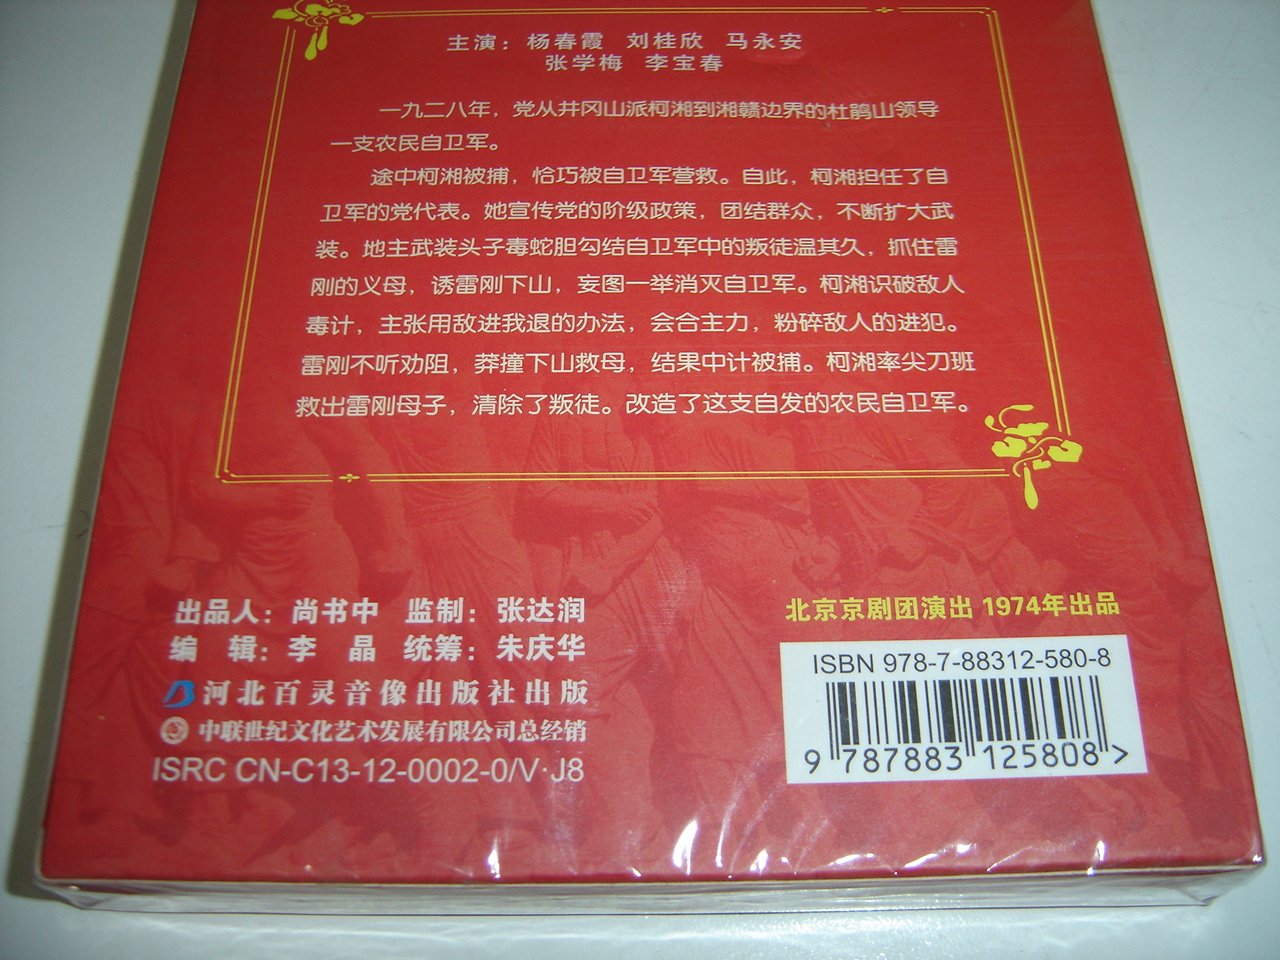 主演：杨春霞 刘桂欣 马永安
张学梅 李宝春
一九二八年，党从井冈山派柯湘到湘赣边界的杜鹃山领导
一支农民自卫军。
途中柯湘被捕，恰巧被自卫军营救。自此，柯湘担任了自
卫军的党代表。她宣传党的阶级政策，团结群众，不断扩大武
装。地主武装头子毒蛇胆勾结自卫军中的叛徒温其久，抓住雷
刚的义母，诱雷刚下山，妄图一举消灭自卫军。柯湘识破敌人
毒计，主张用敌进我退的办法，会合主力，粉碎敌人的进犯。
雷刚不听劝阻，莽撞下山救母，结果中计被捕。柯湘率尖刀班
救出雷刚母子，清除了叛徒。改造了这支自发的农民自卫军。
出品人：尚书中 监制：张达润
编 辑：李 晶 统筹：朱庆华
河北百灵音像出版社出版
中联世纪文化艺术发展有限公司总经销
ISRC CN-C13-12-0002-0/V·J8
北京京剧团演出 1974年出品
ISBN 978-7-88312-580-8
9 787883 125808 >